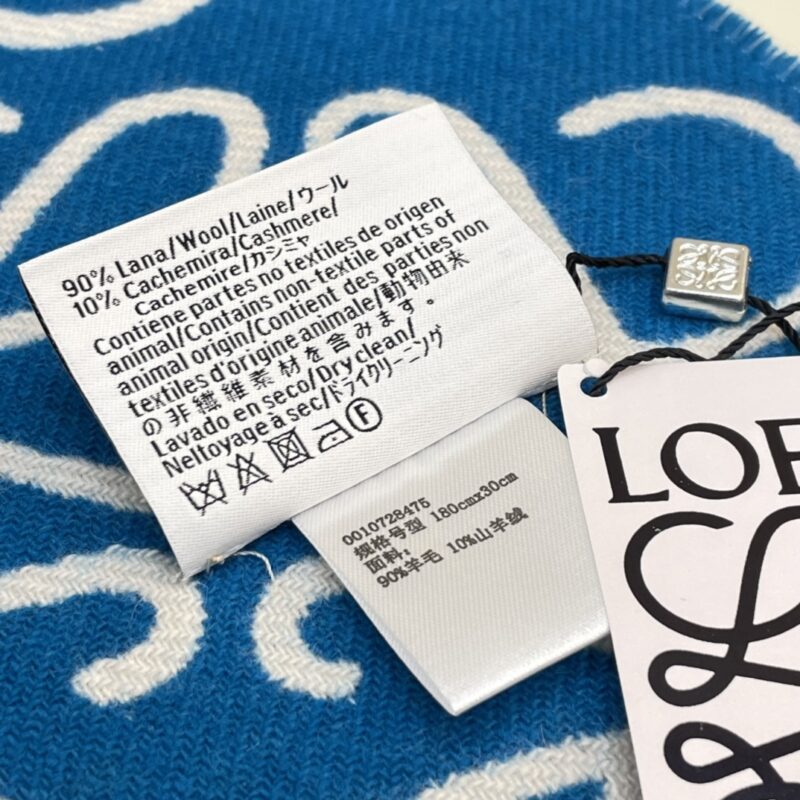 90% Lana/Wool/Laine/ウール
10% Cachemira/Cashmere/
Cachemire/カシミヤ
Contiene partes no textiles de origen
animal/Contains non-textile parts of
animal origin/Contient des parties non
textiles d'origine animale/動物由来
の非繊維素材を含みます。
Lavado en seco/Dry clean/
Neltoyage à sec/ドライクリーニング
F
0010728475
规格号型 180cmx30cm
面料:
90%羊毛 10%山羊绒
LOE